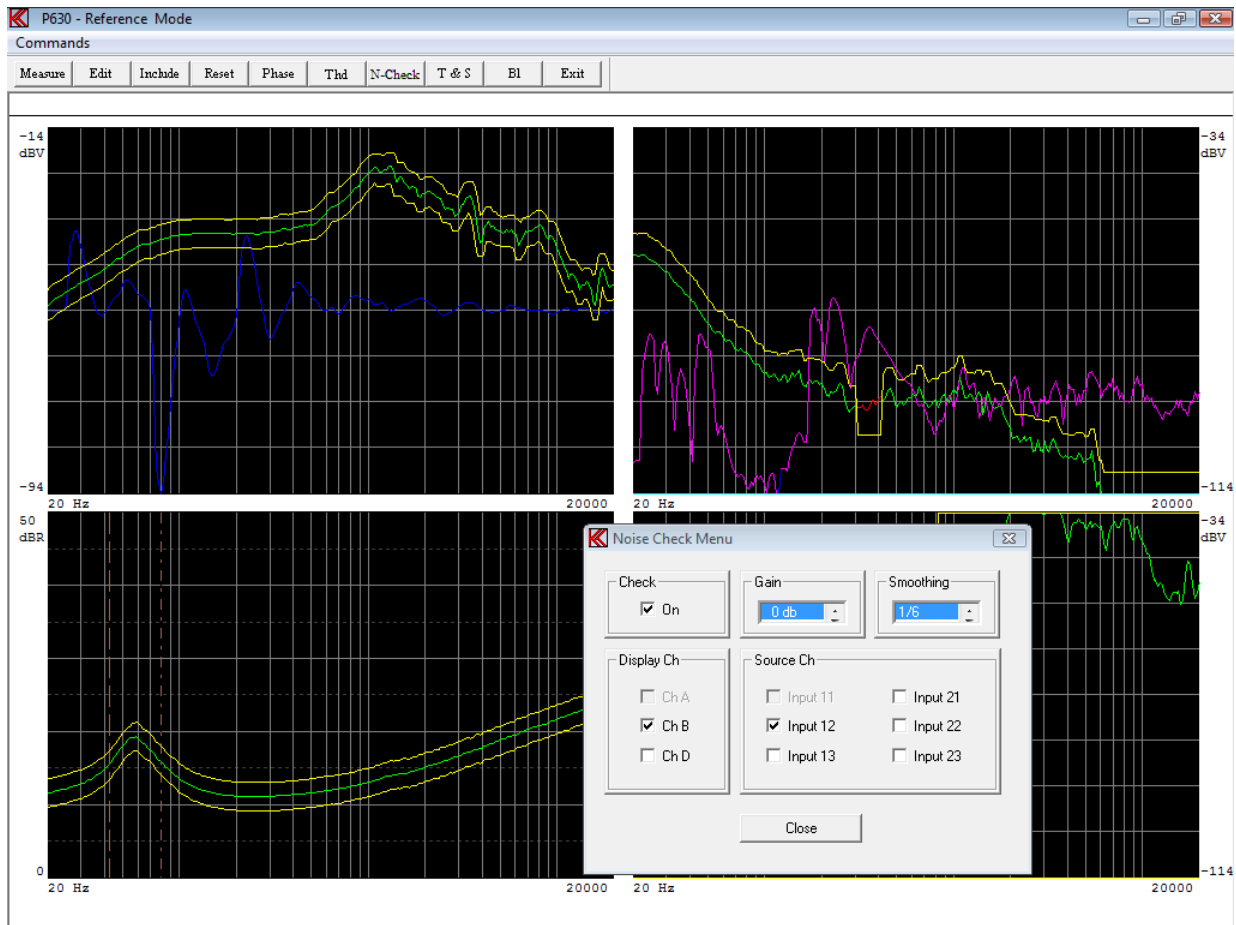 P630 - Reference Mode
Commands
Measure Edit Include Reset Phase Thd N-Check T & S Bl Exit
-14
dBV
-94
20 Hz 20000
-34
dBV
-114
20 Hz 20000
50
dBR
0
20 Hz 20000
-34
dBV
-114
20 Hz 20000
Noise Check Menu
Check
On
Gain
0 db
Smoothing
1/6
Display Ch
Ch A
Ch B
Ch D
Source Ch
Input 11 Input 21
Input 12 Input 22
Input 13 Input 23
Close